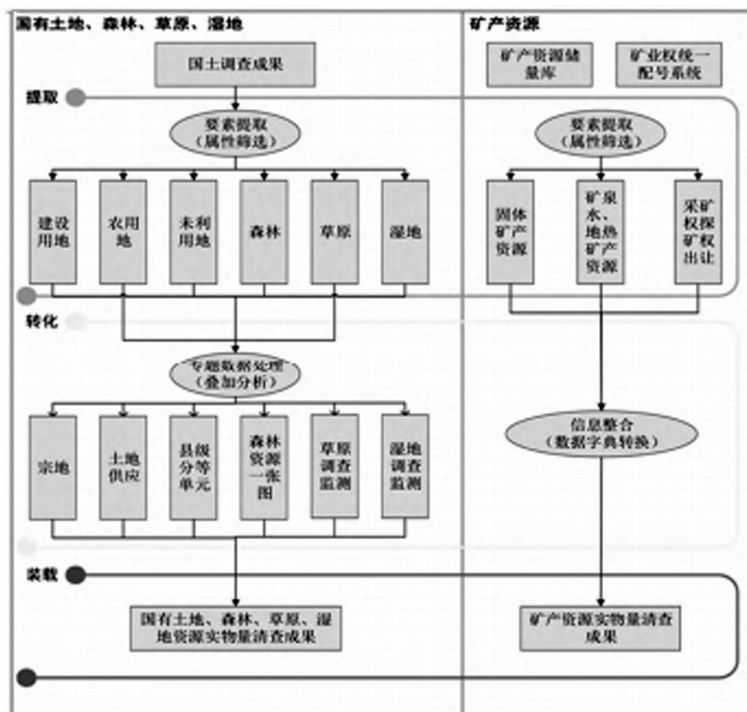 国有土地、森林、草原、湿地
矿产资源
国土调查成果
矿产资源储
量库
矿业权统一
配号系统
提取
要素提取
(属性筛选)
要素提取
(属性筛选)
建设
用地
农用
地
未利
用地
森林
草原
湿地
固体
矿产
资源
矿泉
水、
地热
矿产
资源
采矿
权探
矿权
出让
转化
专题数据处理
(叠加分析)
宗地
土地
供应
县级
分等
单元
森林
资源
一张
图
草原
调查
监测
湿地
调查
监测
信息整合
(数据字典转换)
装载
国有土地、森林、草原、湿
地资源实物量清查成果
矿产资源实物量清查
成果